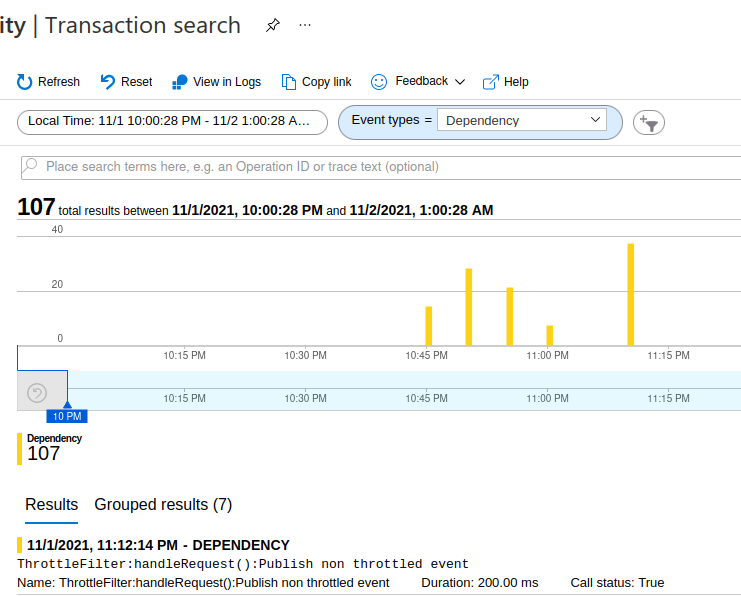 ity | Transaction search ...
Refresh Reset View in Logs Copy link Feedback Help
Local Time: 11/1 10:00:28 PM - 11/2 1:00:28 A... Event types = Dependency
Place search terms here, e.g. an Operation ID or trace text (optional)
107 total results between 11/1/2021, 10:00:28 PM and 11/2/2021, 1:00:28 AM
40
20
0
10:15 PM 10:30 PM 10:45 PM 11:00 PM 11:15 PM
10:15 PM 10:30 PM 10:45 PM 11:00 PM 11:15 PM
10 PM
Dependency
107
Results Grouped results (7)
11/1/2021, 11:12:14 PM - DEPENDENCY
ThrottleFilter:handleRequest():Publish non throttled event
Name: ThrottleFilter:handleRequest():Publish non throttled event Duration: 200.00 ms Call status: True